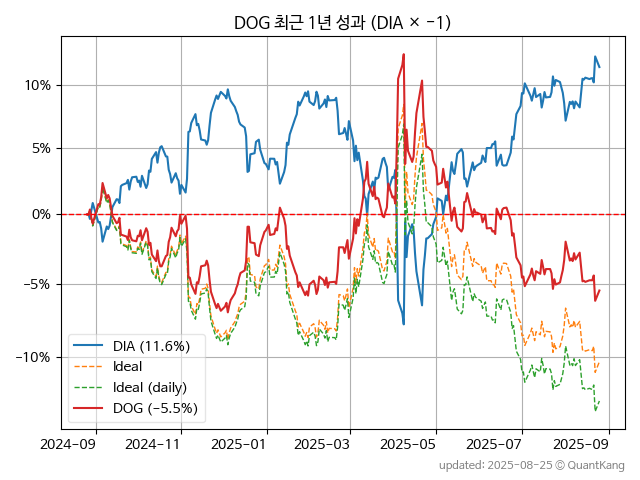 DOG 최근 1년 성과 (DIA × −1)
10%
5%
0%
−5%
−10%
DIA (11.6%)
Ideal
Ideal (daily)
DOG (−5.5%)
2024-09
2024-11
2025-01
2025-03
2025-05
2025-07
2025-09
updated: 2025-08-25 © QuantKang